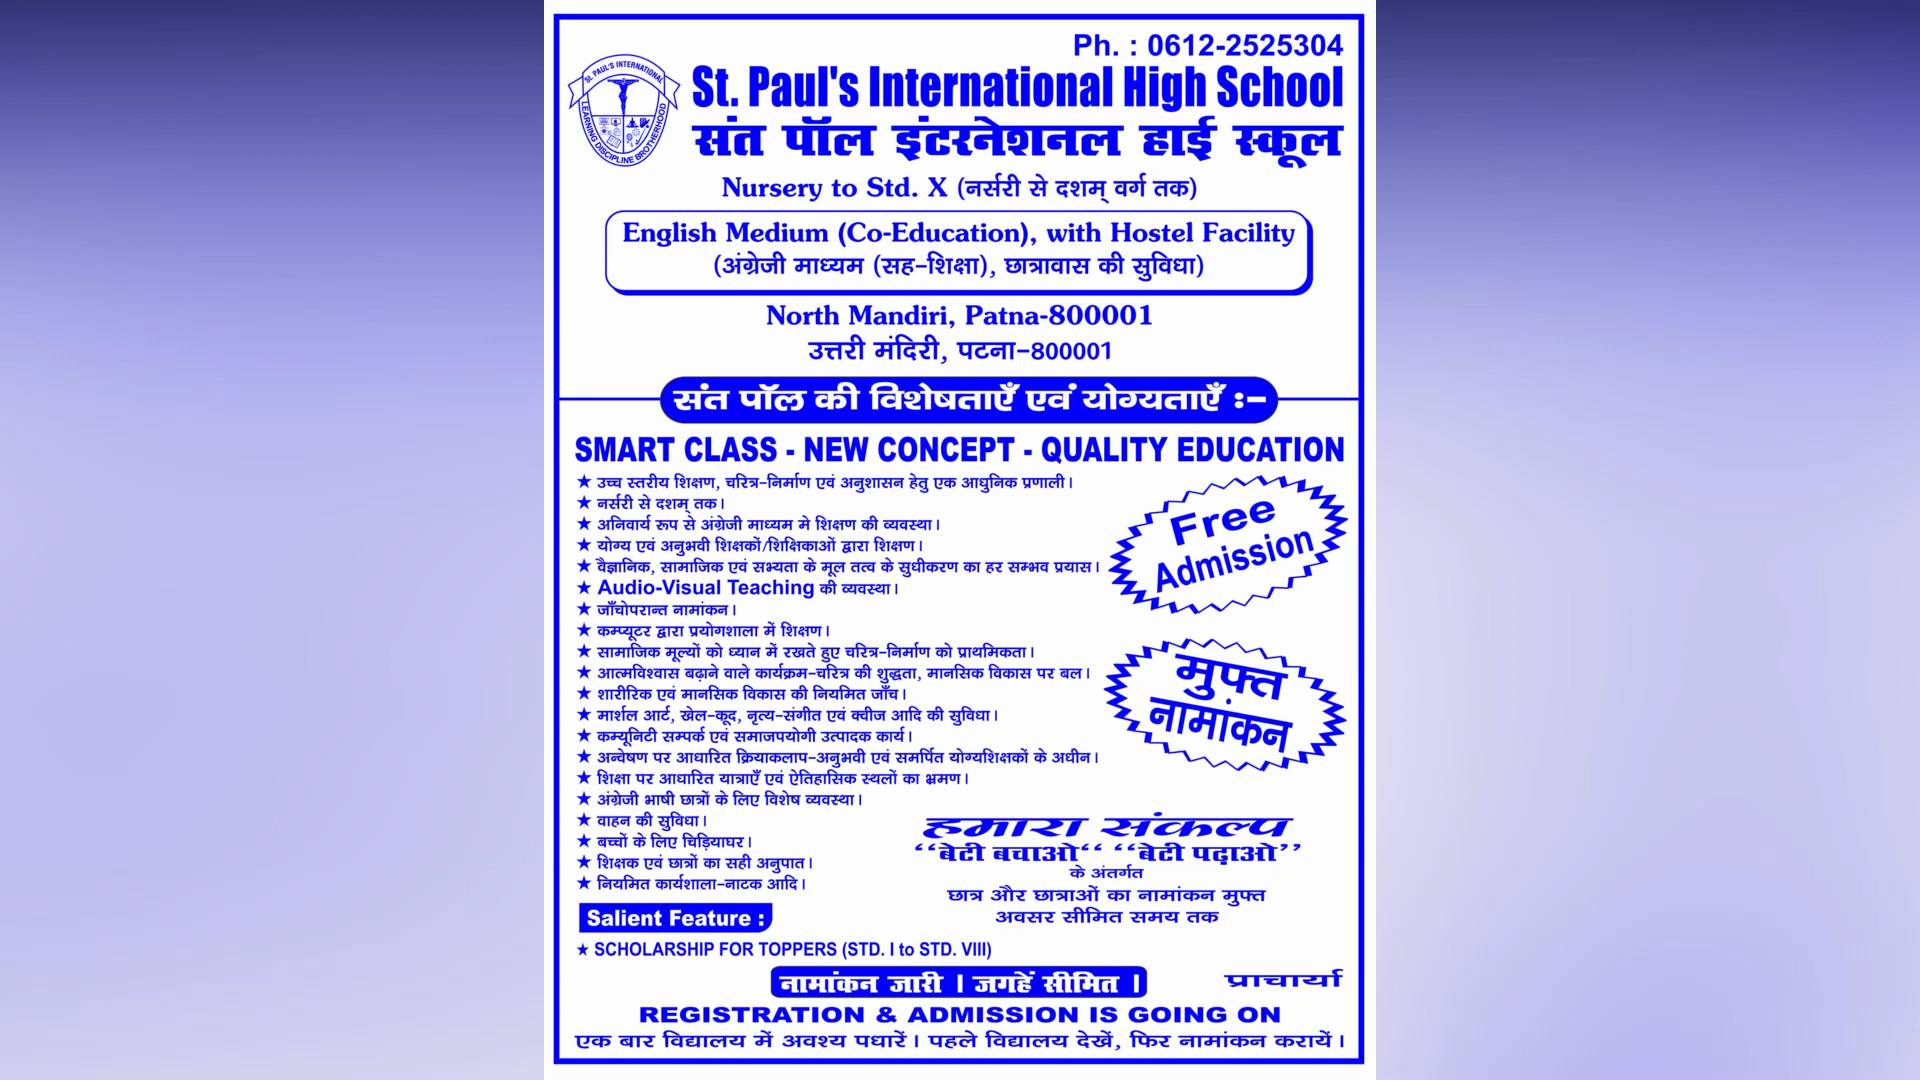 Ph. : 0612-2525304
ST. PAUL'S INTERNATIONAL
LEARNING DISCIPLINE BROTHERHOOD
St. Paul's International High School
संत पॉल इंटरनेशनल हाई स्कूल
Nursery to Std. X (नर्सरी से दशम् वर्ग तक)
English Medium (Co-Education), with Hostel Facility
(अंग्रेजी माध्यम (सह-शिक्षा), छात्रावास की सुविधा)
North Mandiri, Patna-800001
उत्तरी मंदिरी, पटना-800001
संत पॉल की विशेषताएँ एवं योग्यताएँ :-
SMART CLASS - NEW CONCEPT - QUALITY EDUCATION
★ उच्च स्तरीय शिक्षण, चरित्र-निर्माण एवं अनुशासन हेतु एक आधुनिक प्रणाली।
★ नर्सरी से दशम् तक।
★ अनिवार्य रूप से अंग्रेजी माध्यम मे शिक्षण की व्यवस्था।
★ योग्य एवं अनुभवी शिक्षकों/शिक्षिकाओं द्वारा शिक्षण।
★ वैज्ञानिक, सामाजिक एवं सभ्यता के मूल तत्व के सुधीकरण का हर सम्भव प्रयास।
★ Audio-Visual Teaching की व्यवस्था।
★ जाँचोपरान्त नामांकन।
★ कम्प्यूटर द्वारा प्रयोगशाला में शिक्षण।
★ सामाजिक मूल्यों को ध्यान में रखते हुए चरित्र-निर्माण को प्राथमिकता।
★ आत्मविश्वास बढ़ाने वाले कार्यक्रम-चरित्र की शुद्धता, मानसिक विकास पर बल।
★ शारीरिक एवं मानसिक विकास की नियमित जाँच।
★ मार्शल आर्ट, खेल-कूद, नृत्य-संगीत एवं क्वीज आदि की सुविधा।
★ कम्यूनिटी सम्पर्क एवं समाजपयोगी उत्पादक कार्य।
★ अन्वेषण पर आधारित क्रियाकलाप-अनुभवी एवं समर्पित योग्यशिक्षकों के अधीन।
★ शिक्षा पर आधारित यात्राएँ एवं ऐतिहासिक स्थलों का भ्रमण।
★ अंग्रेजी भाषी छात्रों के लिए विशेष व्यवस्था।
★ वाहन की सुविधा।
★ बच्चों के लिए चिड़ियाघर।
★ शिक्षक एवं छात्रों का सही अनुपात।
★ नियमित कार्यशाला-नाटक आदि।
Free
Admission
मुफ्त
नामांकन
हमारा संकल्प
‘‘बेटी बचाओ‘‘ ‘‘बेटी पढ़ाओ’’
के अंतर्गत
छात्र और छात्राओं का नामांकन मुफ्त
अवसर सीमित समय तक
Salient Feature :
★ SCHOLARSHIP FOR TOPPERS (STD. I to STD. VIII)
नामांकन जारी । जगहें सीमित ।
प्राचार्या
REGISTRATION & ADMISSION IS GOING ON
एक बार विद्यालय में अवश्य पधारें। पहले विद्यालय देखें, फिर नामांकन करायें।